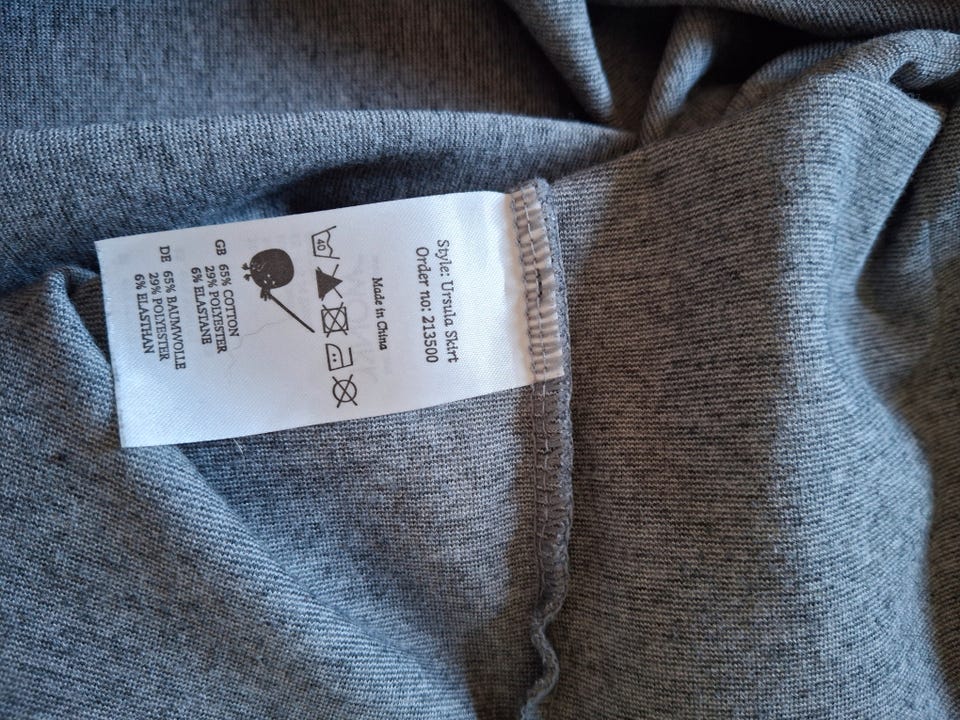 Style: Ursula Skirt
Order no: 213500
Made in China
40
GB 65% COTTON
29% POLYESTER
6% ELASTANE
DE 65% BAUMWOLLE
29% POLYESTER
6% ELASTHAN